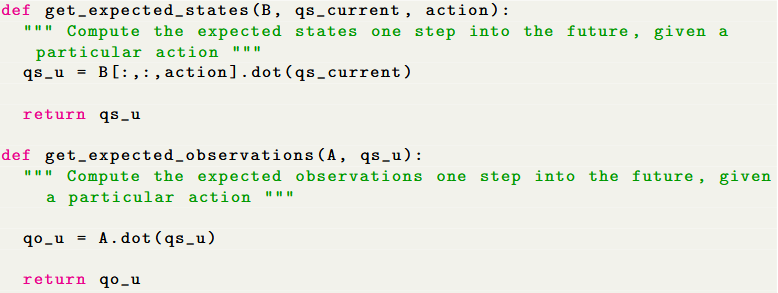 def get_expected_states(B, qs_current, action):
""" Compute the expected states one step into the future, given a
particular action """
qs_u = B[:,:,action].dot(qs_current)
return qs_u
def get_expected_observations(A, qs_u):
""" Compute the expected observations one step into the future, given
a particular action """
qo_u = A.dot(qs_u)
return qo_u